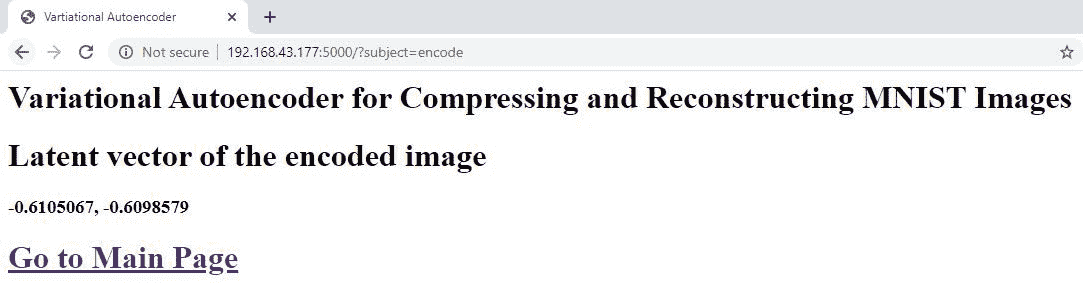 Vartiational Autoencoder
Not secure 192.168.43.177:5000/?subject=encode
Variational Autoencoder for Compressing and Reconstructing MNIST Images
Latent vector of the encoded image
-0.6105067, -0.6098579
Go to Main Page